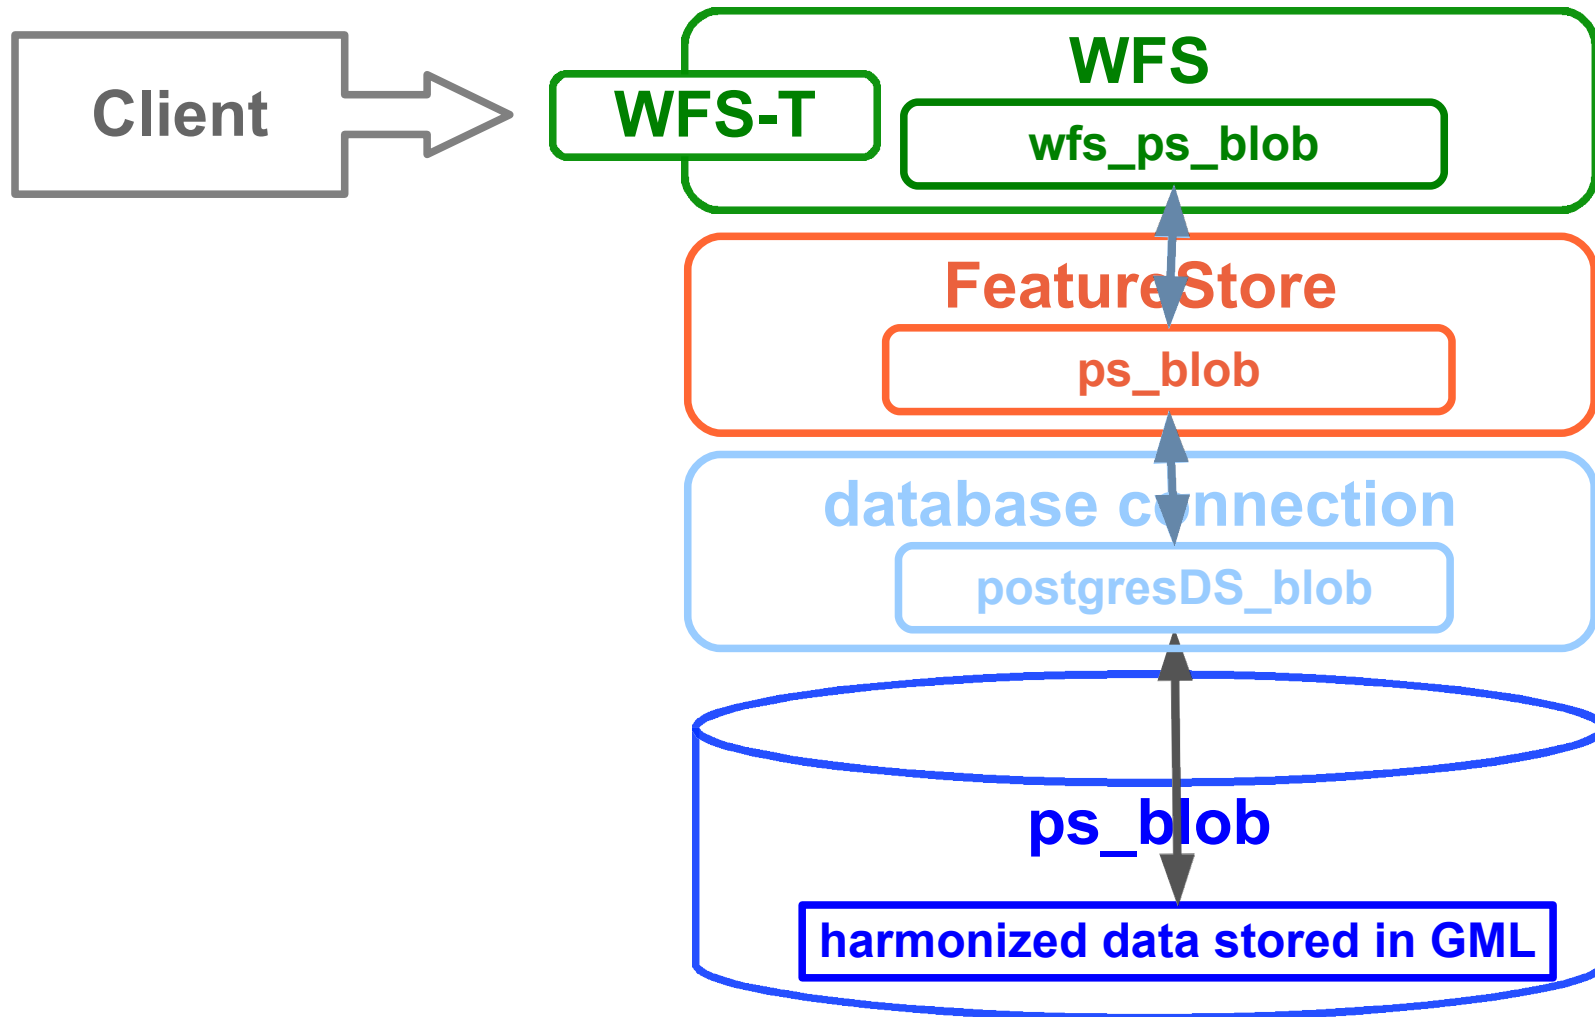 WFS
Client
WFS-T
wfs_ps_blob
FeatureStore
ps_blob
database connection
postgresDS_blob
ps_blob
harmonized data stored in GML